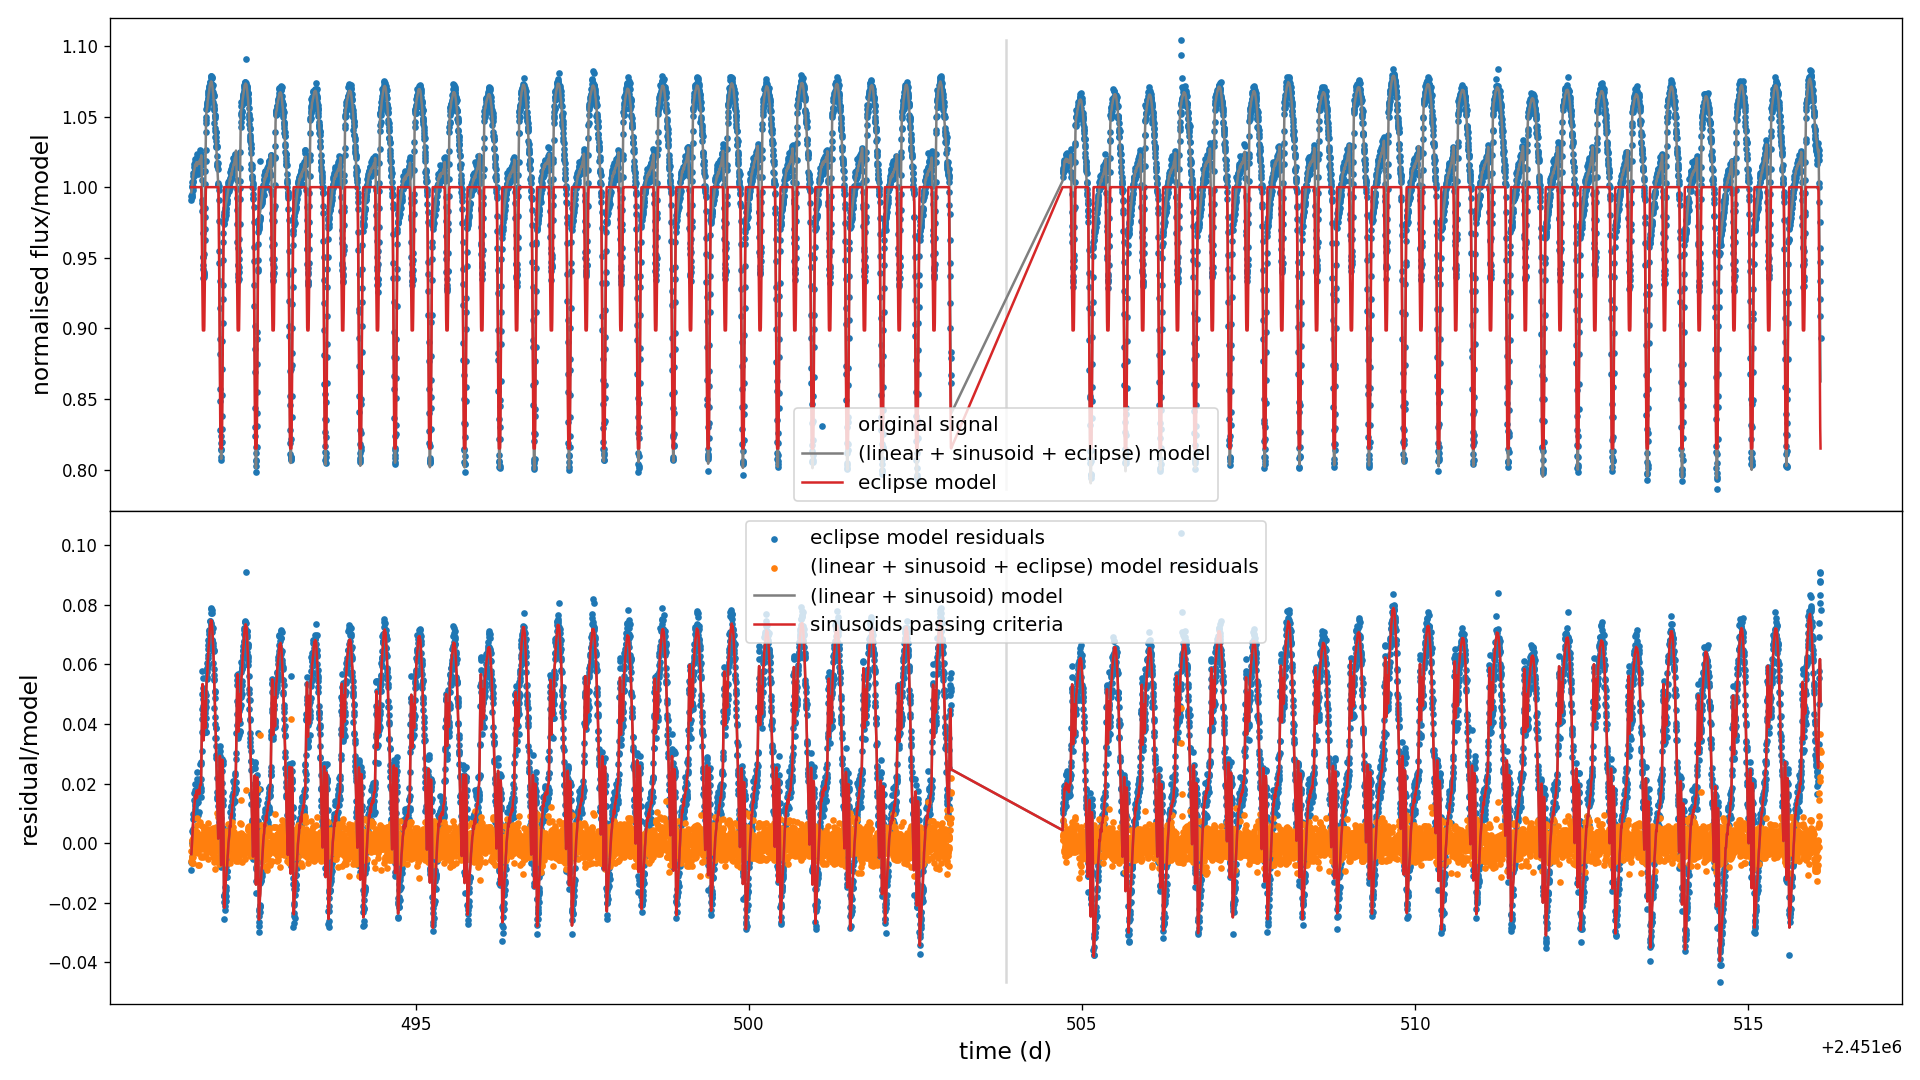 normalised flux/model
1.10
1.05
1.00
0.95
0.90
0.85
0.80
original signal
(linear + sinusoid + eclipse) model
eclipse model
residual/model
0.10
0.08
0.06
0.04
0.02
0.00
−0.02
−0.04
eclipse model residuals
(linear + sinusoid + eclipse) model residuals
(linear + sinusoid) model
sinusoids passing criteria
495 500 505 510 515
time (d)
+2.451e6